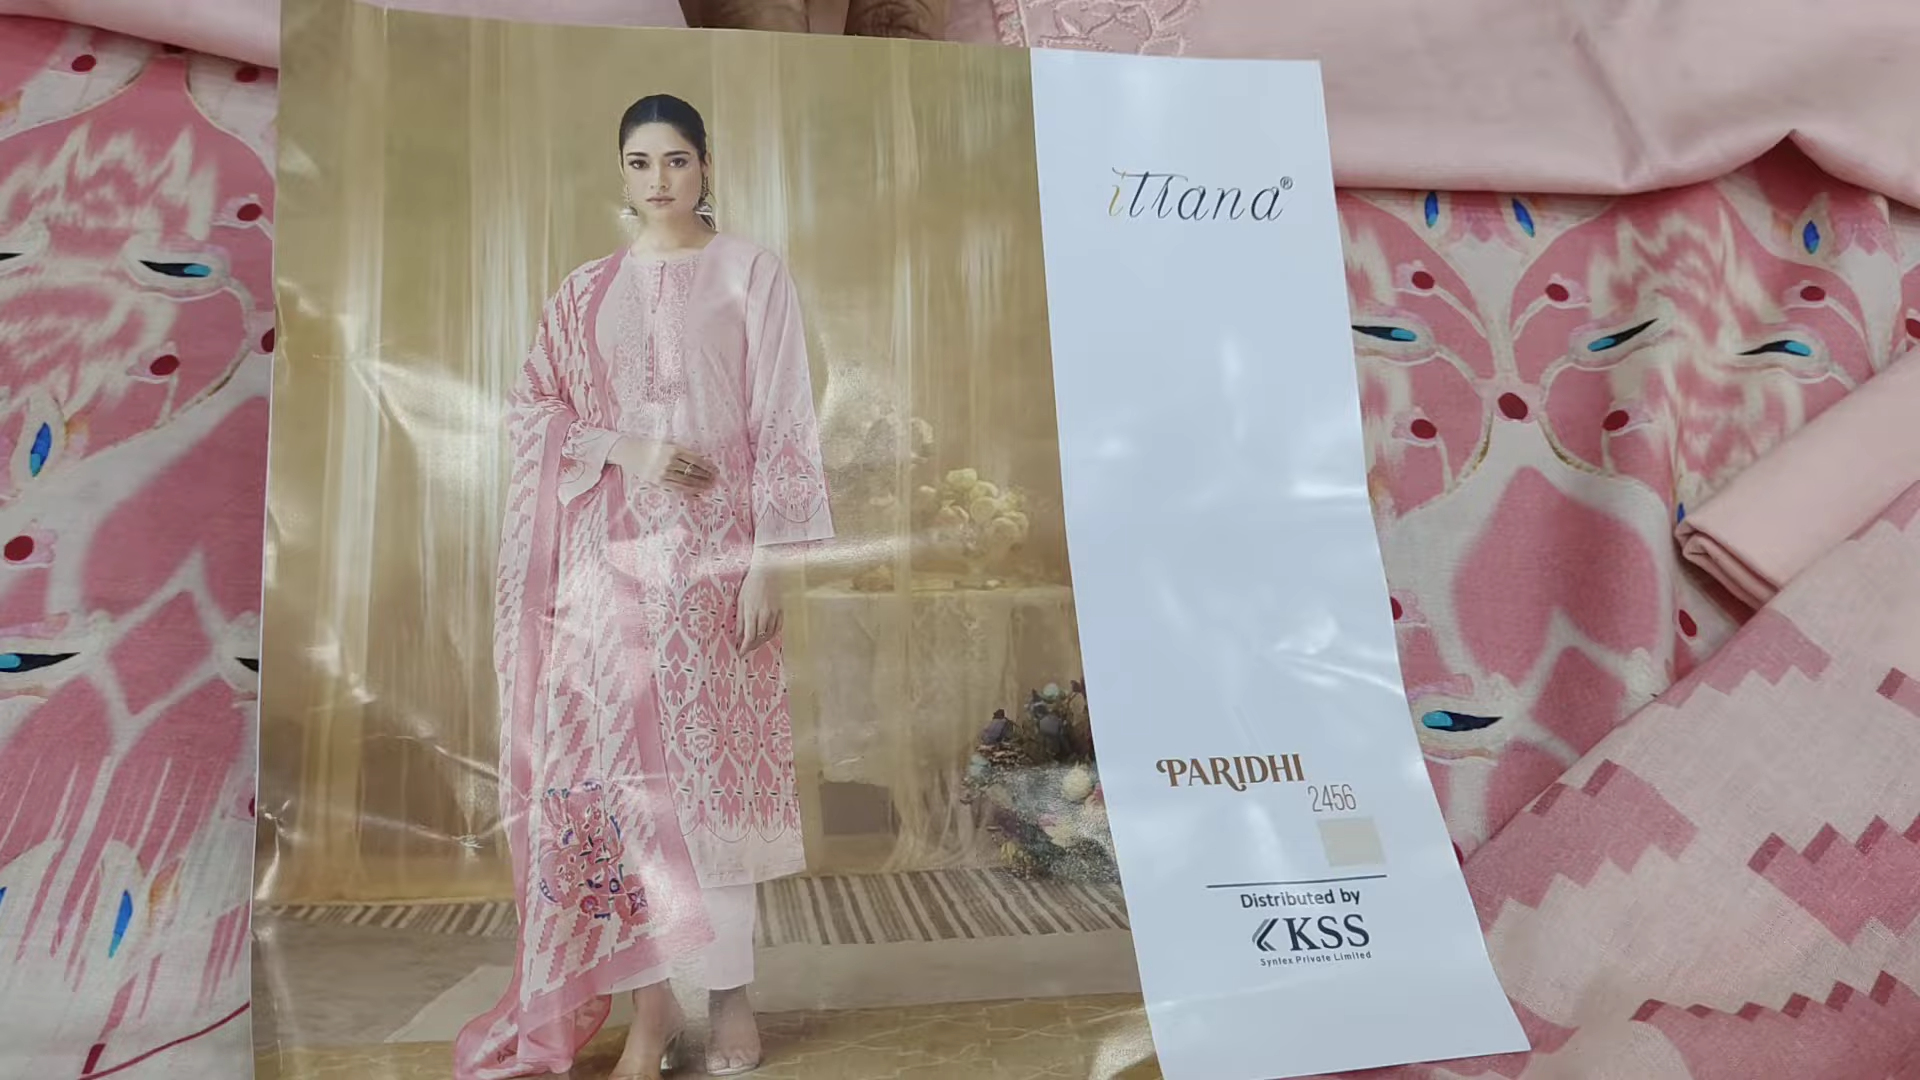 itrana®
PARIDHI
2456
Distributed by
KSS
Syntex Private Limited